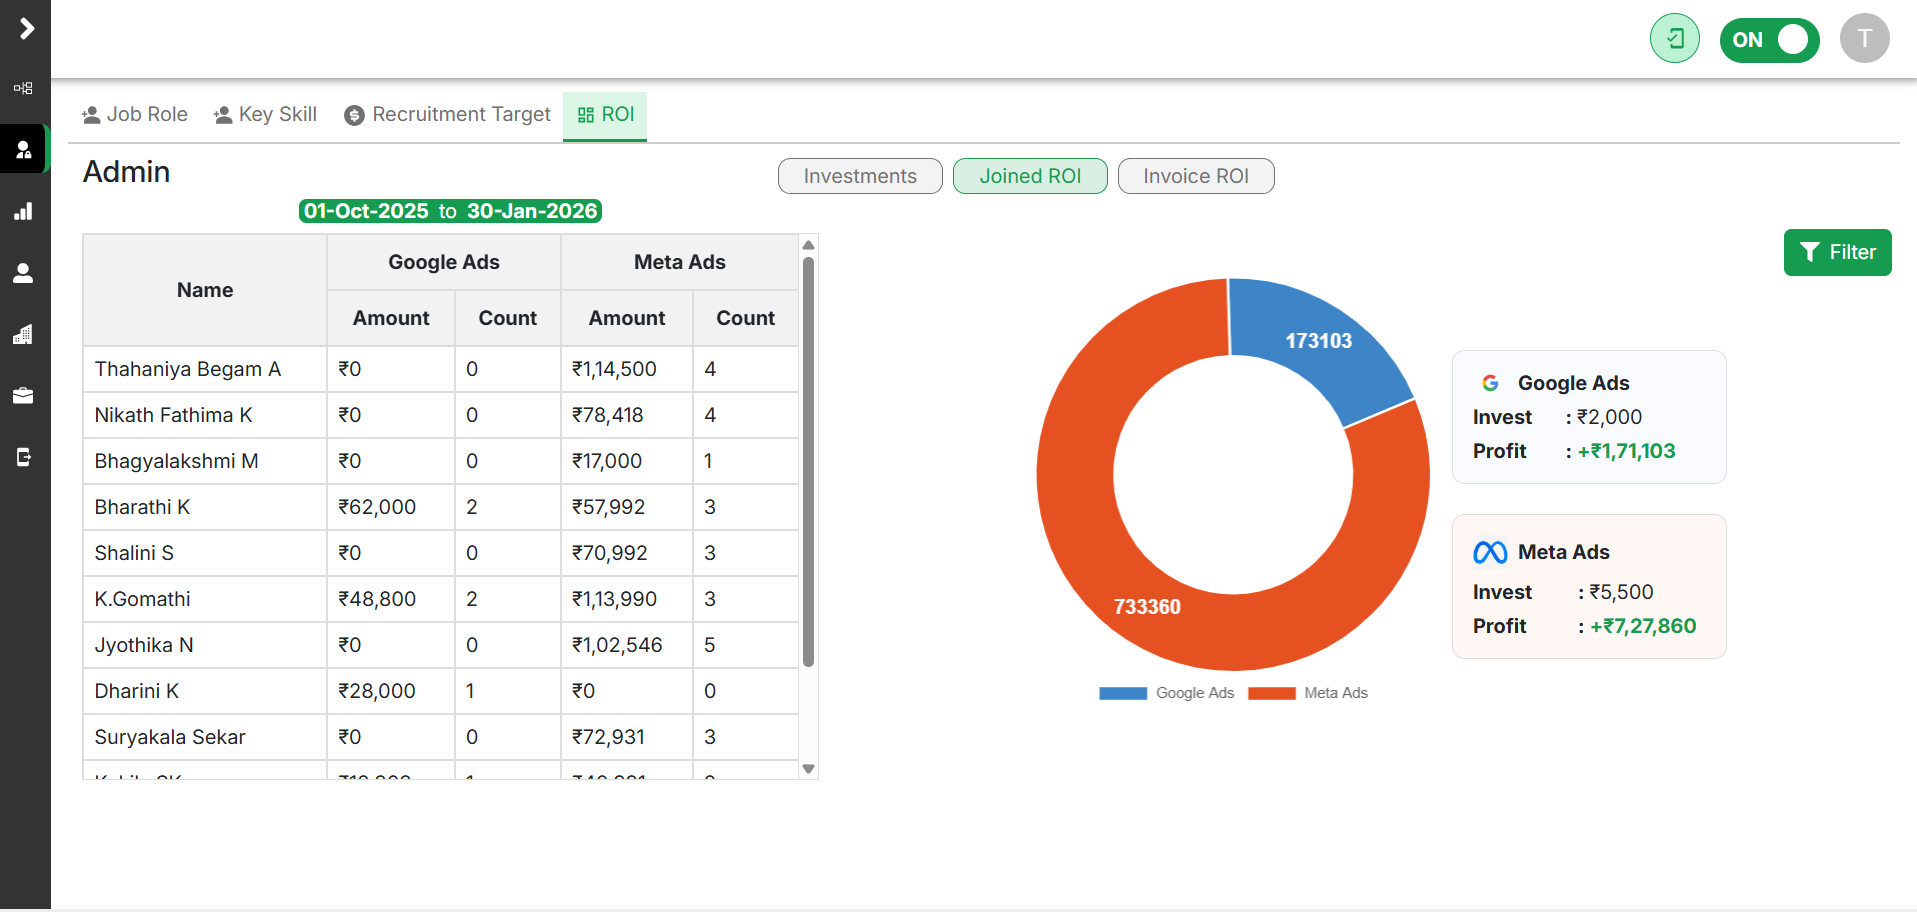 ON
T
Job Role Key Skill Recruitment Target ROI
Admin
Investments Joined ROI Invoice ROI
01-Oct-2025 to 30-Jan-2026
Filter
Name Google Ads Meta Ads
Amount Count Amount Count
Thahaniya Begam A ₹0 0 ₹1,14,500 4
Nikath Fathima K ₹0 0 ₹78,418 4
Bhagyalakshmi M ₹0 0 ₹17,000 1
Bharathi K ₹62,000 2 ₹57,992 3
Shalini S ₹0 0 ₹70,992 3
K.Gomathi ₹48,800 2 ₹1,13,990 3
Jyothika N ₹0 0 ₹1,02,546 5
Dharini K ₹28,000 1 ₹0 0
Suryakala Sekar ₹0 0 ₹72,931 3
173103
733360
Google Ads Meta Ads
Google Ads
Invest : ₹2,000
Profit : +₹1,71,103
Meta Ads
Invest : ₹5,500
Profit : +₹7,27,860